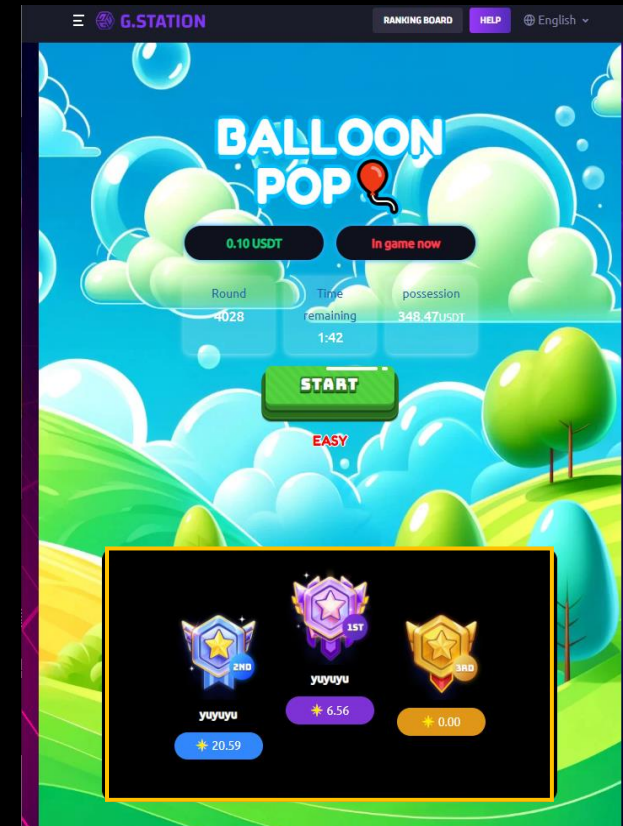 G.STATION
RANKING BOARD
HELP
English
BALLOON
POP
0.10 USDT
In game now
Round
4028
Time
remaining
1:42
possession
348.47USDT
START
EASY
2ND
yuyuyu
20.59
1ST
yuyuyu
6.56
3RD
0.00